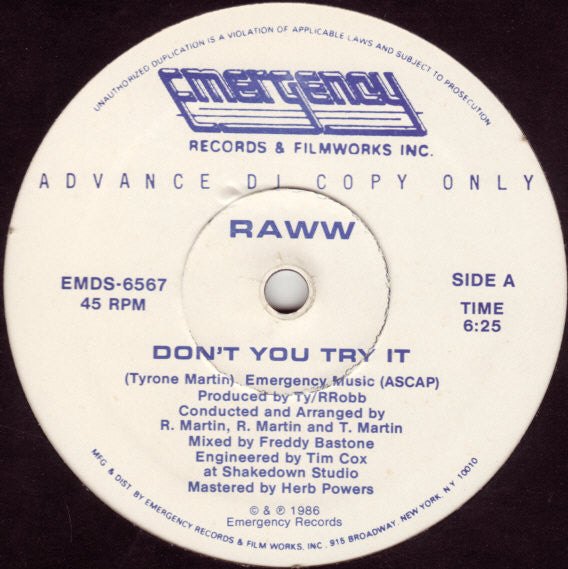 UNAUTHORIZED DUPLICATION IS A VIOLATION OF APPLICABLE LAWS AND SUBJECT TO PROSECUTION
EMERGENCY
RECORDS & FILMWORKS INC.
ADVANCE DJ COPY ONLY
RAWW
EMDS-6567
45 RPM
SIDE A
TIME
6:25
DON'T YOU TRY IT
(Tyrone Martin) Emergency Music (ASCAP)
Produced by Ty/RRobb
Conducted and Arranged by
R. Martin, R. Martin and T. Martin
Mixed by Freddy Bastone
Engineered by Tim Cox
at Shakedown Studio
Mastered by Herb Powers
© & ℗ 1986
Emergency Records
MFG. & DIST. BY EMERGENCY RECORDS & FILM WORKS, INC. 915 BROADWAY, NEW YORK, N.Y. 10010